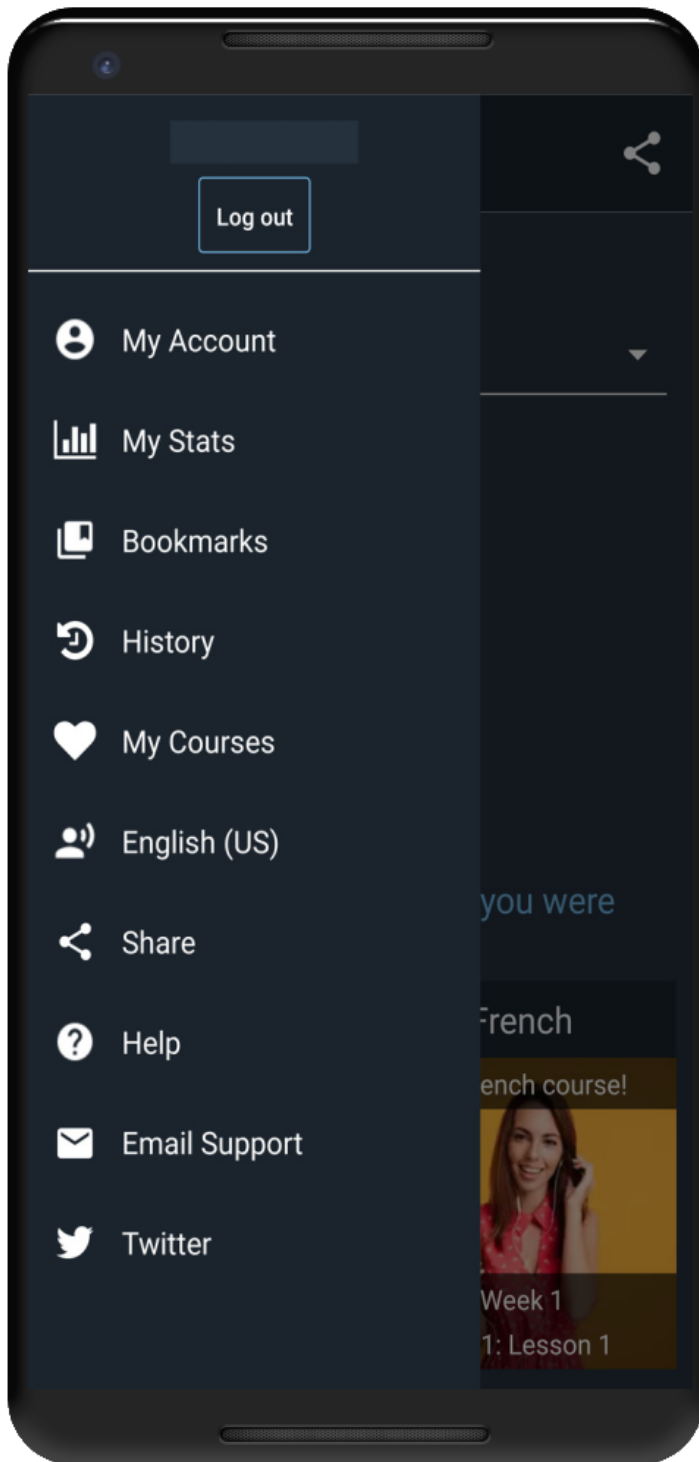 Log out
My Account
My Stats
Bookmarks
History
My Courses
English (US)
Share
Help
Email Support
Twitter
you were
French
course!
Week 1
1: Lesson 1